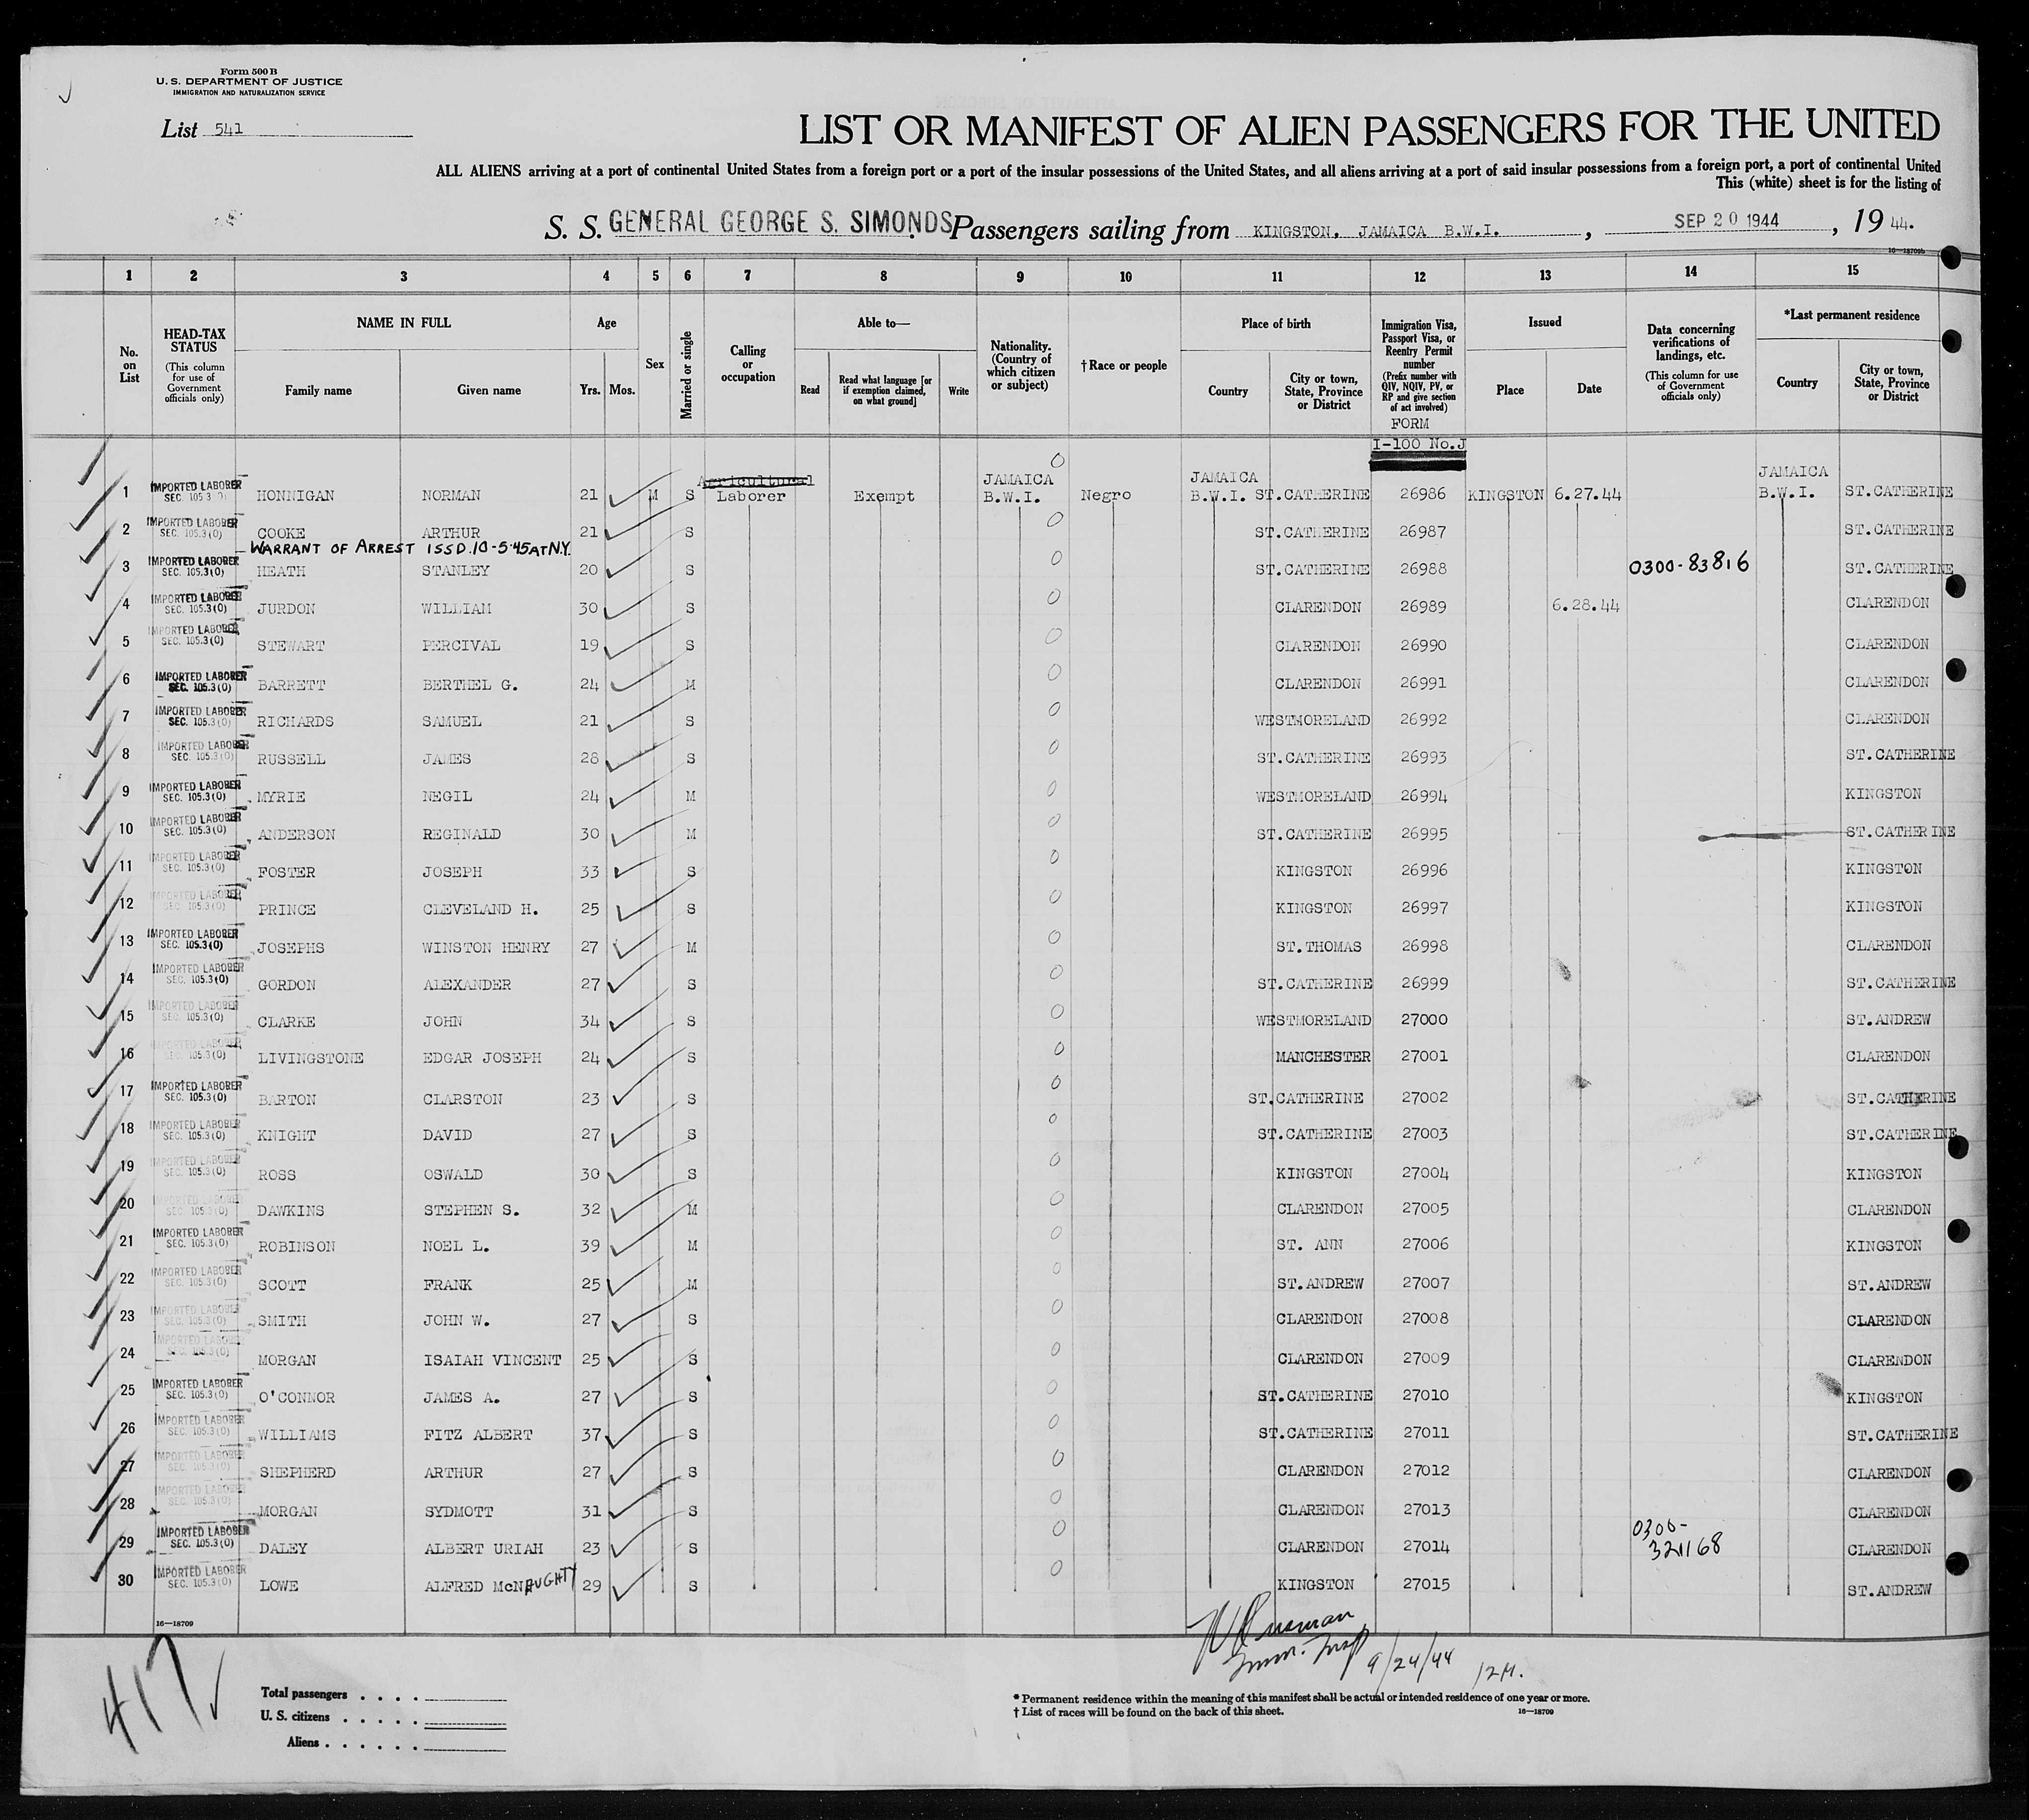 Form 500 B
U. S. DEPARTMENT OF JUSTICE
IMMIGRATION AND NATURALIZATION SERVICE
List 541
LIST OR MANIFEST OF ALIEN PASSENGERS FOR THE UNITED
ALL ALIENS arriving at a port of continental United States from a foreign port or a port of the insular possessions of the United States, and all aliens arriving at a port of said insular possessions from a foreign port, a port of continental United
This (white) sheet is for the listing of
S. S. GENERAL GEORGE S. SIMONDS Passengers sailing from KINGSTON, JAMAICA B.W.I. , SEP 20 1944 , 19 44.
16—18709b
1 2 3 4 5 6 7 8 9 10 11 12 13 14 15
No. on List
HEAD-TAX STATUS (This column for use of Government officials only)
NAME IN FULL Family name Given name
Age Yrs. Mos.
Sex
Married or single
Calling or occupation
Able to— Read Read what language [or if exemption claimed, on what ground] Write
Nationality. (Country of which citizen or subject)
†Race or people
Place of birth Country City or town, State, Province or District
Immigration Visa, Passport Visa, or Reentry Permit number (Prefix number with QIV, NQIV, PV, or RP and give section of act involved)
FORM I-100 No.J
Issued Place Date
Data concerning verifications of landings, etc. (This column for use of Government officials only)
*Last permanent residence Country City or town, State, Province or District
1 IMPORTED LABORER SEC. 105.3(0) HONNIGAN NORMAN 21 M S Agricultural Laborer Exempt JAMAICA B.W.I. Negro JAMAICA B.W.I. ST.CATHERINE 26986 KINGSTON 6.27.44 JAMAICA B.W.I. ST.CATHERINE
2 IMPORTED LABORER SEC. 105.3(0) COOKE ARTHUR 21 S ST.CATHERINE 26987 ST.CATHERINE
WARRANT OF ARREST ISSD. 10-5-45 AT N.Y.
3 IMPORTED LABORER SEC. 105.3(0) HEATH STANLEY 20 S ST.CATHERINE 26988 0300-83816 ST.CATHERINE
4 IMPORTED LABORER SEC. 105.3(0) JURDON WILLIAM 30 S CLARENDON 26989 6.28.44 CLARENDON
5 IMPORTED LABORER SEC. 105.3(0) STEWART PERCIVAL 19 S CLARENDON 26990 CLARENDON
6 IMPORTED LABORER SEC. 105.3(0) BARRETT BERTHEL G. 24 M CLARENDON 26991 CLARENDON
7 IMPORTED LABORER SEC. 105.3(0) RICHARDS SAMUEL 21 S WESTMORELAND 26992 CLARENDON
8 IMPORTED LABORER SEC. 105.3(0) RUSSELL JAMES 28 S ST.CATHERINE 26993 ST.CATHERINE
9 IMPORTED LABORER SEC. 105.3(0) MYRIE NEGIL 24 M WESTMORELAND 26994 KINGSTON
10 IMPORTED LABORER SEC. 105.3(0) ANDERSON REGINALD 30 M ST.CATHERINE 26995 ST.CATHERINE
11 IMPORTED LABORER SEC. 105.3(0) FOSTER JOSEPH 33 S KINGSTON 26996 KINGSTON
12 IMPORTED LABORER SEC. 105.3(0) PRINCE CLEVELAND H. 25 S KINGSTON 26997 KINGSTON
13 IMPORTED LABORER SEC. 105.3(0) JOSEPHS WINSTON HENRY 27 M ST.THOMAS 26998 CLARENDON
14 IMPORTED LABORER SEC. 105.3(0) GORDON ALEXANDER 27 S ST.CATHERINE 26999 ST.CATHERINE
15 IMPORTED LABORER SEC. 105.3(0) CLARKE JOHN 34 S WESTMORELAND 27000 ST.ANDREW
16 IMPORTED LABORER SEC. 105.3(0) LIVINGSTONE EDGAR JOSEPH 24 S MANCHESTER 27001 CLARENDON
17 IMPORTED LABORER SEC. 105.3(0) BARTON CLARSTON 23 S ST.CATHERINE 27002 ST.CATHERINE
18 IMPORTED LABORER SEC. 105.3(0) KNIGHT DAVID 27 S ST.CATHERINE 27003 ST.CATHERINE
19 IMPORTED LABORER SEC. 105.3(0) ROSS OSWALD 30 S KINGSTON 27004 KINGSTON
20 IMPORTED LABORER SEC. 105.3(0) DAWKINS STEPHEN S. 32 M CLARENDON 27005 CLARENDON
21 IMPORTED LABORER SEC. 105.3(0) ROBINSON NOEL L. 39 M ST. ANN 27006 KINGSTON
22 IMPORTED LABORER SEC. 105.3(0) SCOTT FRANK 25 M ST.ANDREW 27007 ST.ANDREW
23 IMPORTED LABORER SEC. 105.3(0) SMITH JOHN W. 27 S CLARENDON 27008 CLARENDON
24 IMPORTED LABORER SEC. 105.3(0) MORGAN ISAIAH VINCENT 25 S CLARENDON 27009 CLARENDON
25 IMPORTED LABORER SEC. 105.3(0) O'CONNOR JAMES A. 27 S ST.CATHERINE 27010 KINGSTON
26 IMPORTED LABORER SEC. 105.3(0) WILLIAMS FITZ ALBERT 37 S ST.CATHERINE 27011 ST.CATHERINE
27 IMPORTED LABORER SEC. 105.3(0) SHEPHERD ARTHUR 27 S CLARENDON 27012 CLARENDON
28 IMPORTED LABORER SEC. 105.3(0) MORGAN SYDMOTT 31 S CLARENDON 27013 CLARENDON
29 IMPORTED LABORER SEC. 105.3(0) DALEY ALBERT URIAH 23 S CLARENDON 27014 0300-321168 CLARENDON
30 IMPORTED LABORER SEC. 105.3(0) LOWE ALFRED McNAUGHTY 29 S KINGSTON 27015 ST.ANDREW
16—18709
Imm. Insp 9/24/44 12M.
417
Total passengers
U. S. citizens
Aliens
* Permanent residence within the meaning of this manifest shall be actual or intended residence of one year or more.
† List of races will be found on the back of this sheet.
16—18709